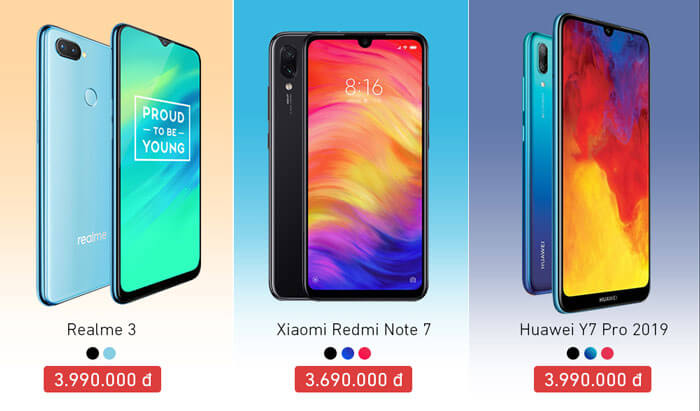 PROUD
TO BE
YOUNG
realme
Realme 3
3.990.000 đ
8:16
Xiaomi Redmi Note 7
3.690.000 đ
HUAWEI
HUAWEI
Huawei Y7 Pro 2019
3.990.000 đ